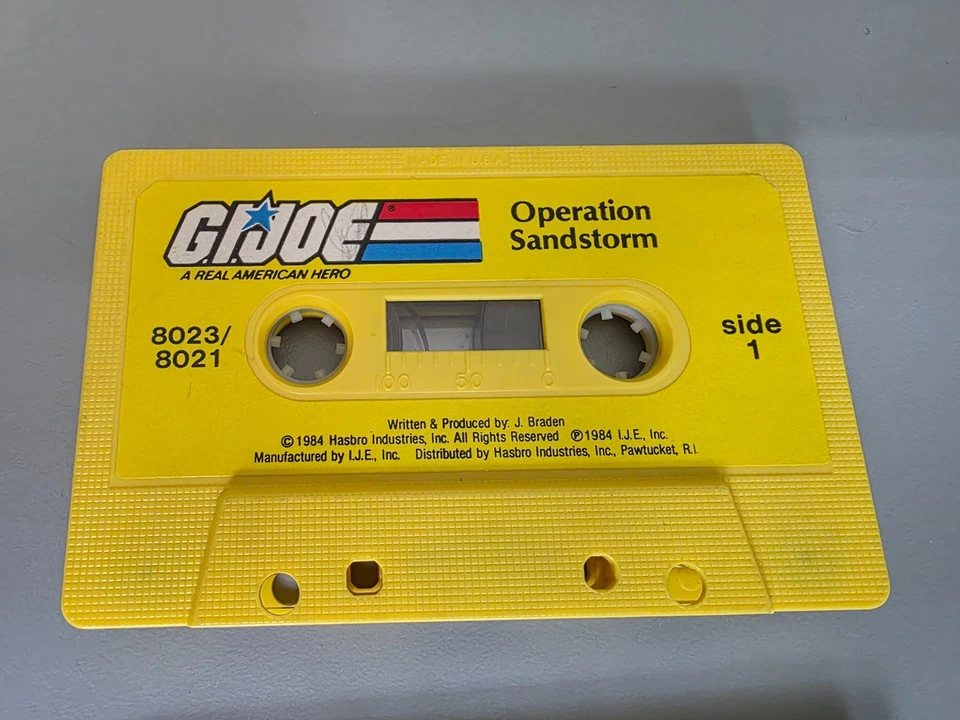 MADE IN U.S.A.
G.I. JOE®
A REAL AMERICAN HERO
Operation
Sandstorm
8023/
8021
side
1
100 50 0
Written & Produced by: J. Braden
©1984 Hasbro Industries, Inc. All Rights Reserved ℗1984 I.J.E., Inc.
Manufactured by I.J.E., Inc. Distributed by Hasbro Industries, Inc., Pawtucket, R.I.